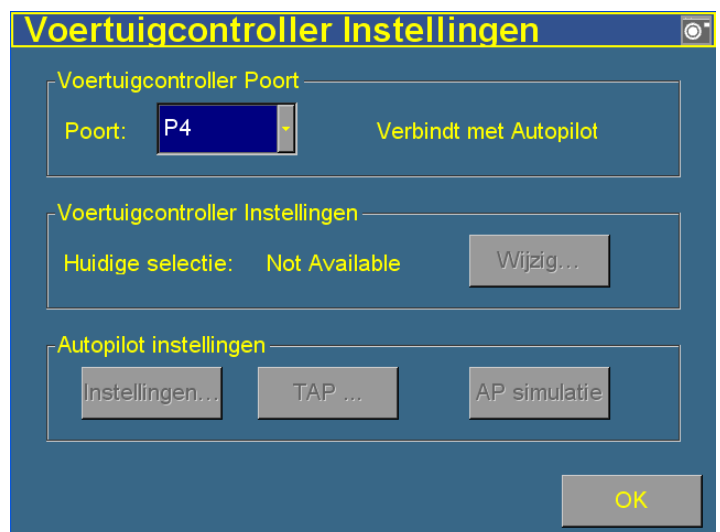 Voertuigcontroller Instellingen
Voertuigcontroller Poort
Poort: P4 Verbindt met Autopilot
Voertuigcontroller Instellingen
Huidige selectie: Not Available Wijzig...
Autopilot instellingen
Instellingen... TAP ... AP simulatie
OK